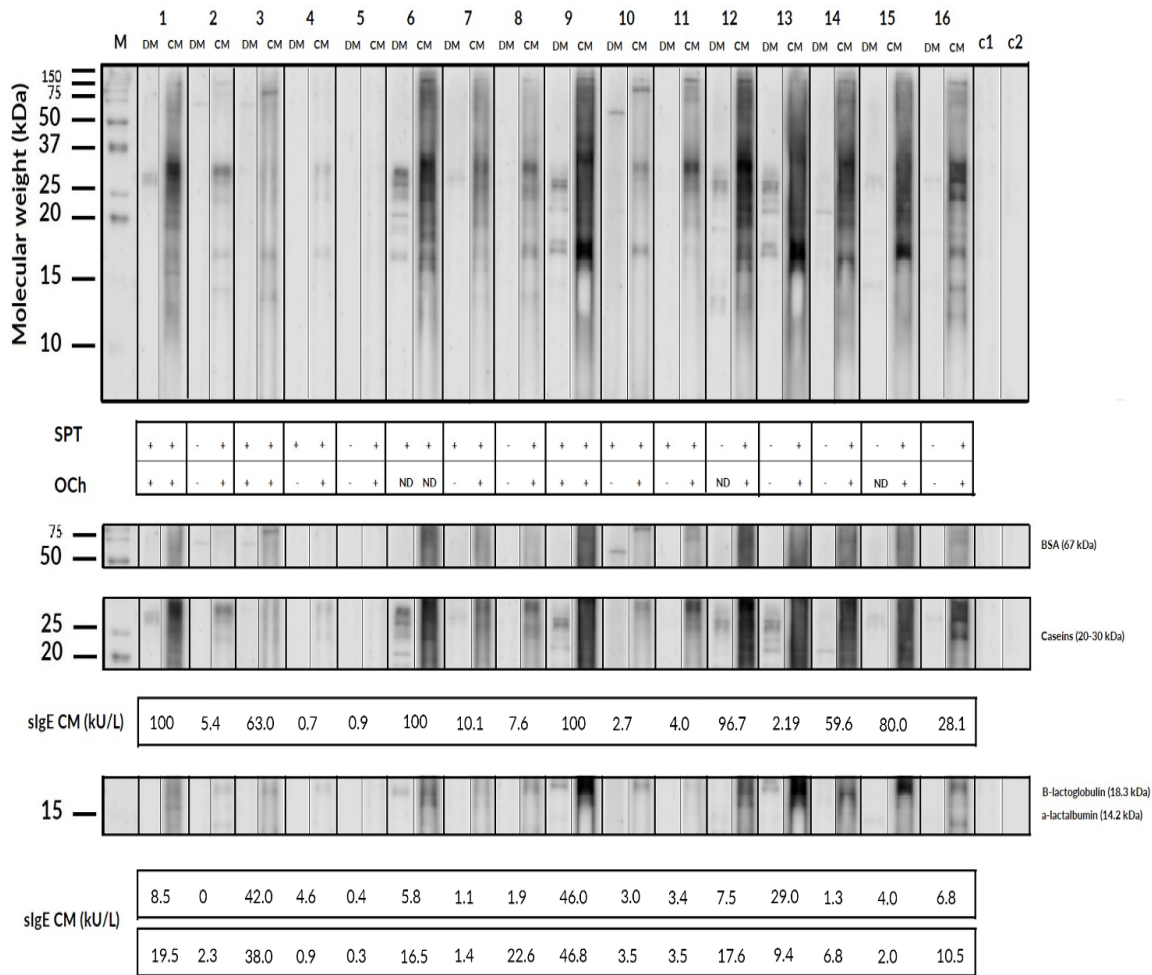 1 2 3 4 5 6 7 8 9 10 11 12 13 14 15 16
M DM CM DM CM DM CM DM CM DM CM DM CM DM CM DM CM DM CM DM CM DM CM DM CM DM CM DM CM DM CM DM CM c1 c2
Molecular weight (kDa)
150
75
50
37
25
20
15
10
SPT + + - + + + + + - + + + + + - + + + + + + + - + - + - + - + - +
OCh + + - + + + - + - + ND ND - + - + + + - + - + ND + - + - + ND + - +
75
50
BSA (67 kDa)
25
20
Caseins (20-30 kDa)
sIgE CM (kU/L) 100 5.4 63.0 0.7 0.9 100 10.1 7.6 100 2.7 4.0 96.7 2.19 59.6 80.0 28.1
B-lactoglobulin (18.3 kDa)
15
a-lactalbumin (14.2 kDa)
8.5 0 42.0 4.6 0.4 5.8 1.1 1.9 46.0 3.0 3.4 7.5 29.0 1.3 4.0 6.8
sIgE CM (kU/L)
19.5 2.3 38.0 0.9 0.3 16.5 1.4 22.6 46.8 3.5 3.5 17.6 9.4 6.8 2.0 10.5